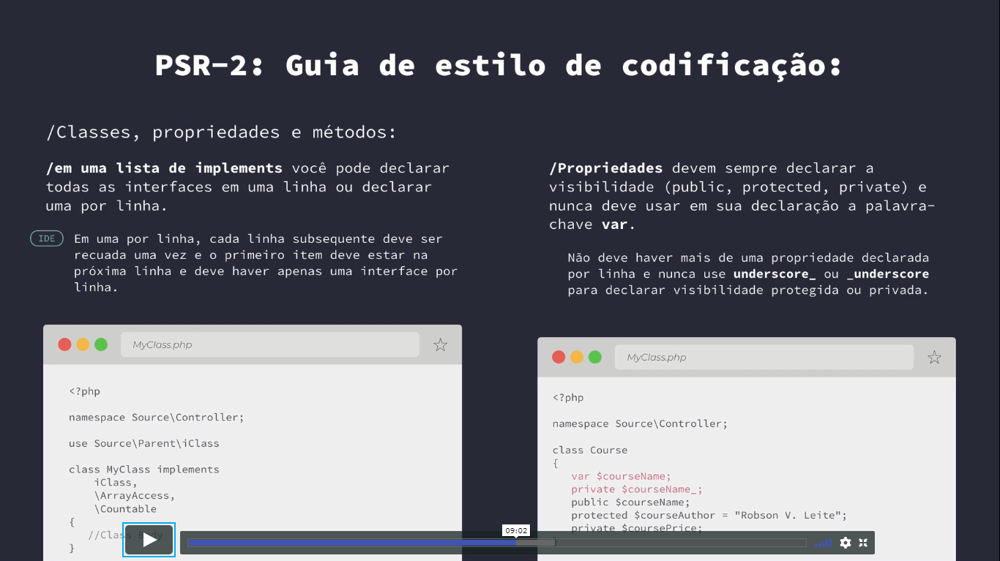 PSR-2: Guia de estilo de codificação:
/Classes, propriedades e métodos:
/em uma lista de implements você pode declarar
todas as interfaces em uma linha ou declarar
uma por linha.
IDE
Em uma por linha, cada linha subsequente deve ser
recuada uma vez e o primeiro item deve estar na
próxima linha e deve haver apenas uma interface por
linha.
MyClass.php
<?php
namespace Source\Controller;
use Source\Parent\iClass
class MyClass implements
iClass,
\ArrayAccess,
\Countable
{
//Class Body
}
/Propriedades devem sempre declarar a
visibilidade (public, protected, private) e
nunca deve usar em sua declaração a palavra-
chave var.
Não deve haver mais de uma propriedade declarada
por linha e nunca use underscore_ ou _underscore
para declarar visibilidade protegida ou privada.
MyClass.php
<?php
namespace Source\Controller;
class Course
{
var $courseName;
private $courseName_;
public $courseName;
protected $courseAuthor = "Robson V. Leite";
private $coursePrice;
}
09:02